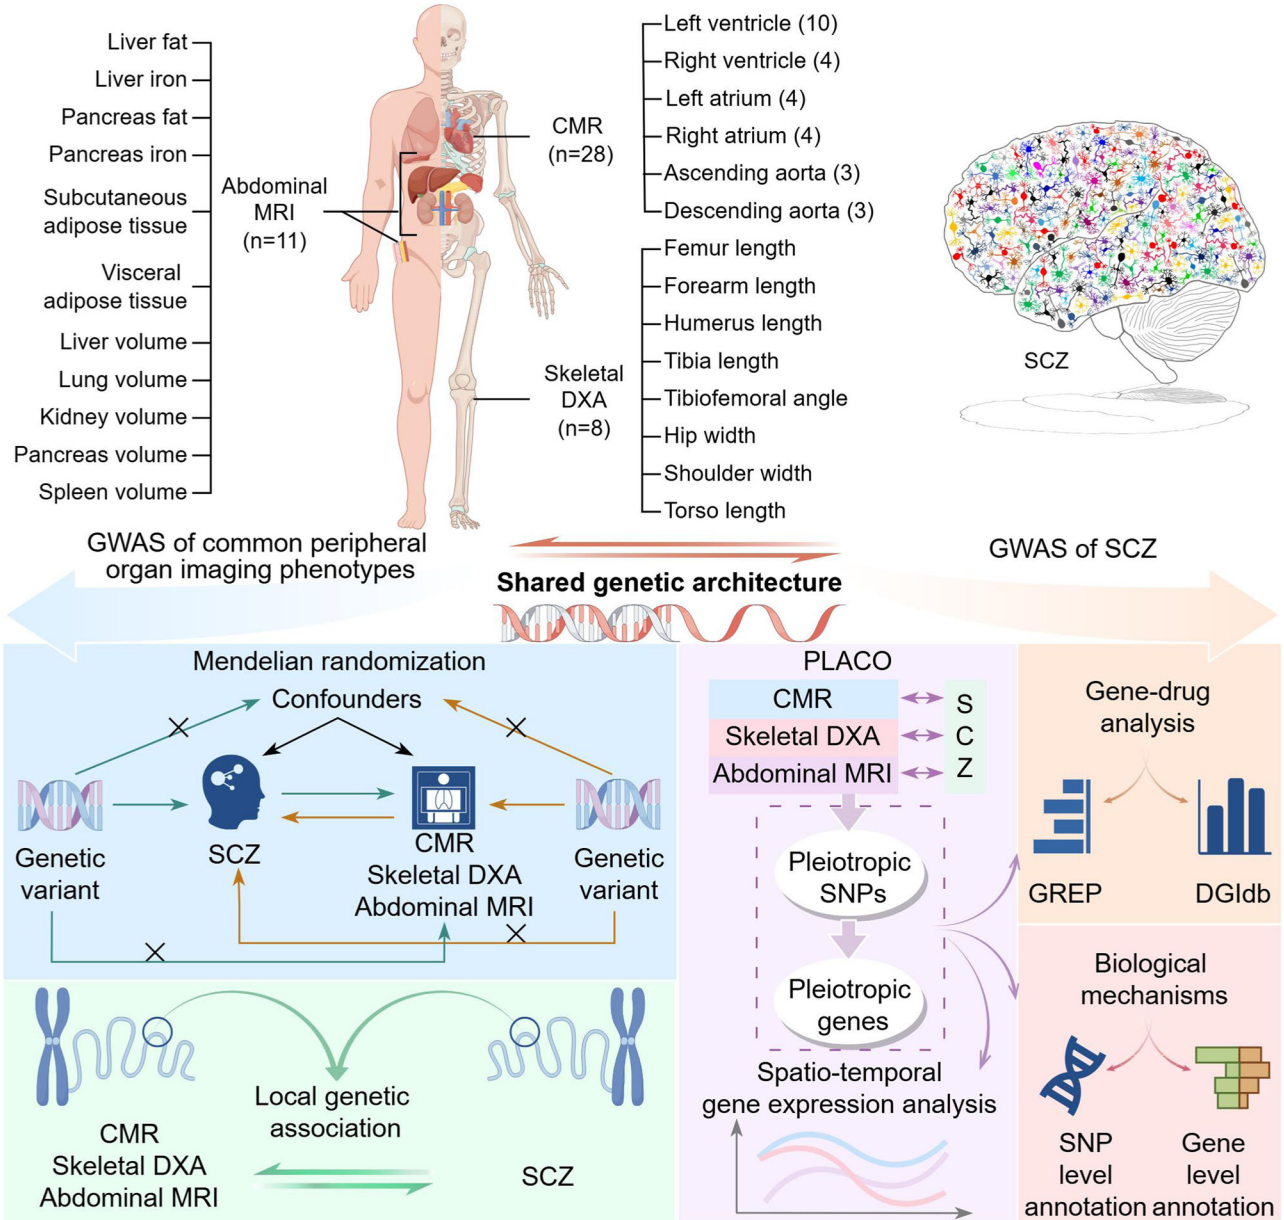 Liver fat
Liver iron
Pancreas fat
Pancreas iron
Subcutaneous
adipose tissue
Visceral
adipose tissue
Liver volume
Lung volume
Kidney volume
Pancreas volume
Spleen volume
Abdominal
MRI
(n=11)
CMR
(n=28)
Skeletal
DXA
(n=8)
Left ventricle (10)
Right ventricle (4)
Left atrium (4)
Right atrium (4)
Ascending aorta (3)
Descending aorta (3)
Femur length
Forearm length
Humerus length
Tibia length
Tibiofemoral angle
Hip width
Shoulder width
Torso length
SCZ
GWAS of common peripheral
organ imaging phenotypes
Shared genetic architecture
GWAS of SCZ
Mendelian randomization
Confounders
Genetic
variant
SCZ
CMR
Skeletal DXA
Abdominal MRI
Genetic
variant
Local genetic
association
CMR
Skeletal DXA
Abdominal MRI
SCZ
PLACO
CMR
Skeletal DXA
Abdominal MRI
S
C
Z
Pleiotropic
SNPs
Pleiotropic
genes
Spatio-temporal
gene expression analysis
Gene-drug
analysis
GREP
DGIdb
Biological
mechanisms
SNP
level
annotation
Gene
level
annotation